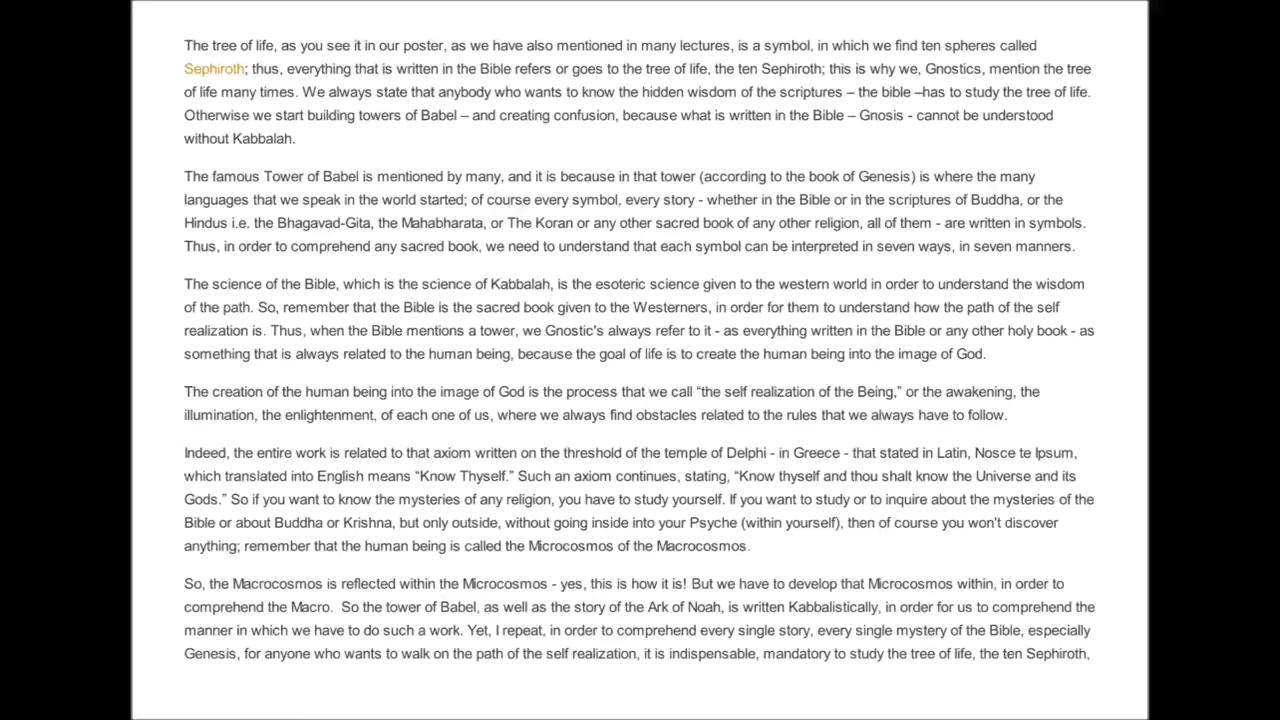 The tree of life, as you see it in our poster, as we have also mentioned in many lectures, is a symbol, in which we find ten spheres called
Sephiroth; thus, everything that is written in the Bible refers or goes to the tree of life, the ten Sephiroth; this is why we, Gnostics, mention the tree
of life many times. We always state that anybody who wants to know the hidden wisdom of the scriptures – the bible –has to study the tree of life.
Otherwise we start building towers of Babel – and creating confusion, because what is written in the Bible – Gnosis - cannot be understood
without Kabbalah.
The famous Tower of Babel is mentioned by many, and it is because in that tower (according to the book of Genesis) is where the many
languages that we speak in the world started; of course every symbol, every story - whether in the Bible or in the scriptures of Buddha, or the
Hindus i.e. the Bhagavad-Gita, the Mahabharata, or The Koran or any other sacred book of any other religion, all of them - are written in symbols.
Thus, in order to comprehend any sacred book, we need to understand that each symbol can be interpreted in seven ways, in seven manners.
The science of the Bible, which is the science of Kabbalah, is the esoteric science given to the western world in order to understand the wisdom
of the path. So, remember that the Bible is the sacred book given to the Westerners, in order for them to understand how the path of the self
realization is. Thus, when the Bible mentions a tower, we Gnostic's always refer to it - as everything written in the Bible or any other holy book - as
something that is always related to the human being, because the goal of life is to create the human being into the image of God.
The creation of the human being into the image of God is the process that we call “the self realization of the Being,” or the awakening, the
illumination, the enlightenment, of each one of us, where we always find obstacles related to the rules that we always have to follow.
Indeed, the entire work is related to that axiom written on the threshold of the temple of Delphi - in Greece - that stated in Latin, Nosce te Ipsum,
which translated into English means “Know Thyself.” Such an axiom continues, stating, “Know thyself and thou shalt know the Universe and its
Gods.” So if you want to know the mysteries of any religion, you have to study yourself. If you want to study or to inquire about the mysteries of the
Bible or about Buddha or Krishna, but only outside, without going inside into your Psyche (within yourself), then of course you won't discover
anything; remember that the human being is called the Microcosmos of the Macrocosmos.
So, the Macrocosmos is reflected within the Microcosmos - yes, this is how it is! But we have to develop that Microcosmos within, in order to
comprehend the Macro.  So the tower of Babel, as well as the story of the Ark of Noah, is written Kabbalistically, in order for us to comprehend the
manner in which we have to do such a work. Yet, I repeat, in order to comprehend every single story, every single mystery of the Bible, especially
Genesis, for anyone who wants to walk on the path of the self realization, it is indispensable, mandatory to study the tree of life, the ten Sephiroth,